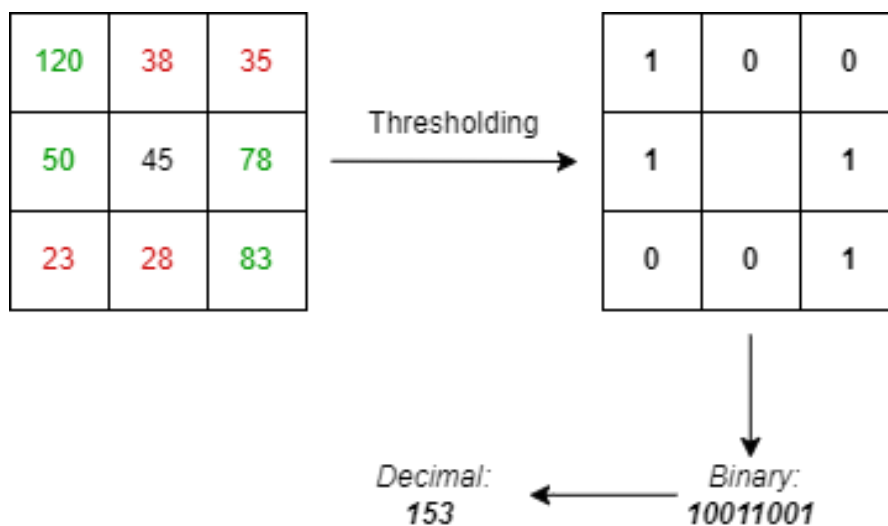 120 38 35
50 45 78
23 28 83
Thresholding
1 0 0
1 1
0 0 1
Decimal:
153
Binary:
10011001